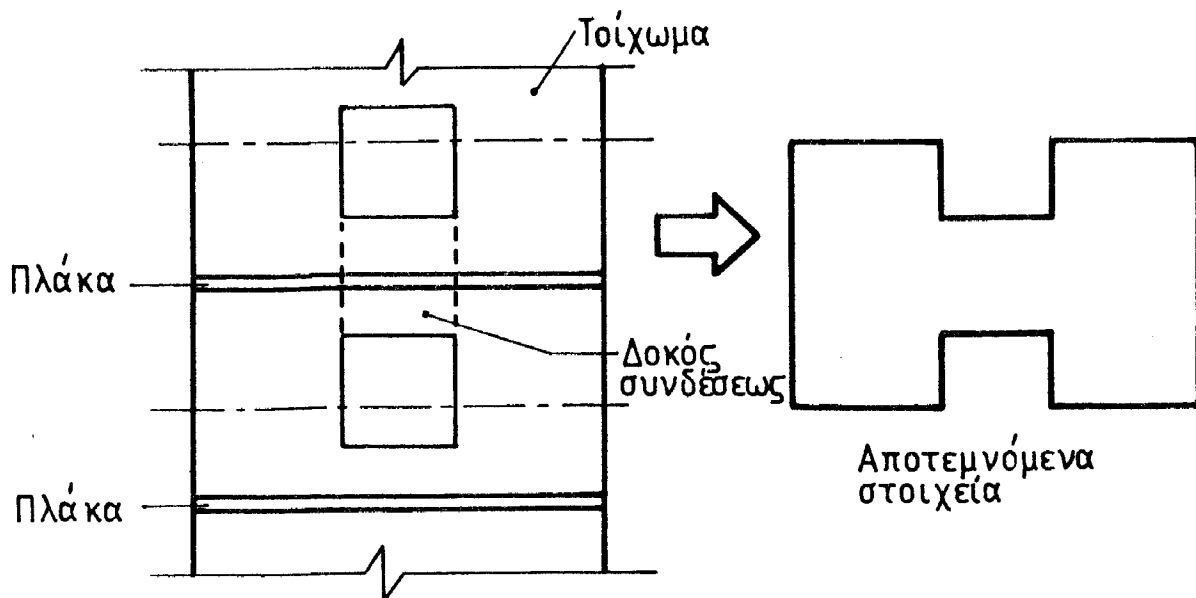 Τοίχωμα
Πλάκα
Δοκός
συνδέσεως
Αποτεμνόμενα
στοιχεία
Πλάκα